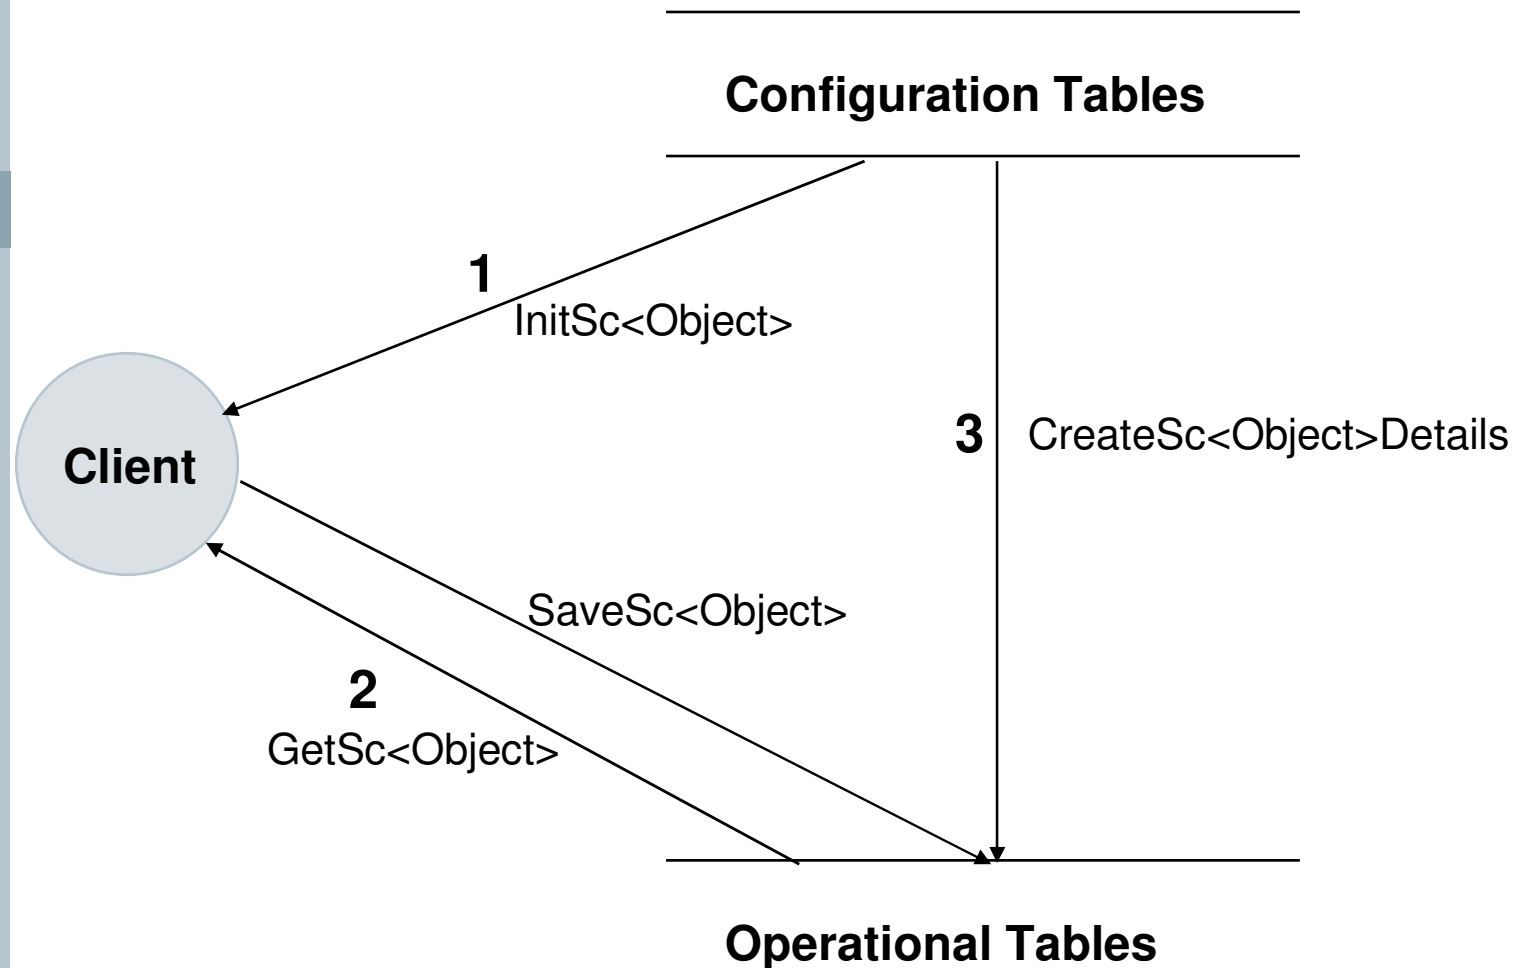 Configuration Tables
1
InitSc<Object>
3
CreateSc<Object>Details
Client
SaveSc<Object>
2
GetSc<Object>
Operational Tables